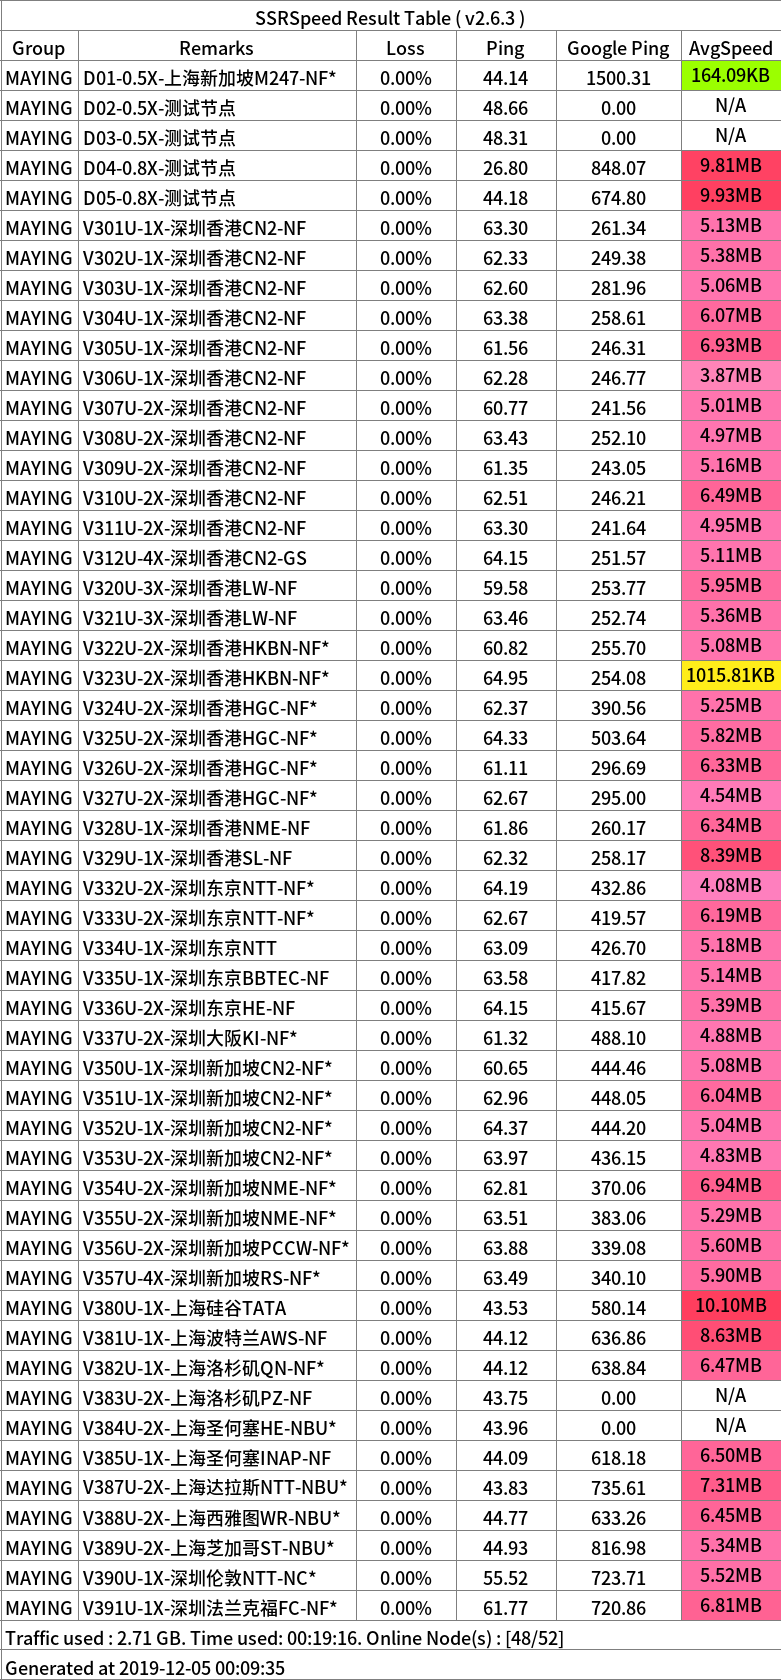 SSRSpeed Result Table ( v2.6.3 )
Group Remarks Loss Ping Google Ping AvgSpeed
MAYING D01-0.5X-上海新加坡M247-NF* 0.00% 44.14 1500.31 164.09KB
MAYING D02-0.5X-测试节点 0.00% 48.66 0.00 N/A
MAYING D03-0.5X-测试节点 0.00% 48.31 0.00 N/A
MAYING D04-0.8X-测试节点 0.00% 26.80 848.07 9.81MB
MAYING D05-0.8X-测试节点 0.00% 44.18 674.80 9.93MB
MAYING V301U-1X-深圳香港CN2-NF 0.00% 63.30 261.34 5.13MB
MAYING V302U-1X-深圳香港CN2-NF 0.00% 62.33 249.38 5.38MB
MAYING V303U-1X-深圳香港CN2-NF 0.00% 62.60 281.96 5.06MB
MAYING V304U-1X-深圳香港CN2-NF 0.00% 63.38 258.61 6.07MB
MAYING V305U-1X-深圳香港CN2-NF 0.00% 61.56 246.31 6.93MB
MAYING V306U-1X-深圳香港CN2-NF 0.00% 62.28 246.77 3.87MB
MAYING V307U-2X-深圳香港CN2-NF 0.00% 60.77 241.56 5.01MB
MAYING V308U-2X-深圳香港CN2-NF 0.00% 63.43 252.10 4.97MB
MAYING V309U-2X-深圳香港CN2-NF 0.00% 61.35 243.05 5.16MB
MAYING V310U-2X-深圳香港CN2-NF 0.00% 62.51 246.21 6.49MB
MAYING V311U-2X-深圳香港CN2-NF 0.00% 63.30 241.64 4.95MB
MAYING V312U-4X-深圳香港CN2-GS 0.00% 64.15 251.57 5.11MB
MAYING V320U-3X-深圳香港LW-NF 0.00% 59.58 253.77 5.95MB
MAYING V321U-3X-深圳香港LW-NF 0.00% 63.46 252.74 5.36MB
MAYING V322U-2X-深圳香港HKBN-NF* 0.00% 60.82 255.70 5.08MB
MAYING V323U-2X-深圳香港HKBN-NF* 0.00% 64.95 254.08 1015.81KB
MAYING V324U-2X-深圳香港HGC-NF* 0.00% 62.37 390.56 5.25MB
MAYING V325U-2X-深圳香港HGC-NF* 0.00% 64.33 503.64 5.82MB
MAYING V326U-2X-深圳香港HGC-NF* 0.00% 61.11 296.69 6.33MB
MAYING V327U-2X-深圳香港HGC-NF* 0.00% 62.67 295.00 4.54MB
MAYING V328U-1X-深圳香港NME-NF 0.00% 61.86 260.17 6.34MB
MAYING V329U-1X-深圳香港SL-NF 0.00% 62.32 258.17 8.39MB
MAYING V332U-2X-深圳东京NTT-NF* 0.00% 64.19 432.86 4.08MB
MAYING V333U-2X-深圳东京NTT-NF* 0.00% 62.67 419.57 6.19MB
MAYING V334U-1X-深圳东京NTT 0.00% 63.09 426.70 5.18MB
MAYING V335U-1X-深圳东京BBTEC-NF 0.00% 63.58 417.82 5.14MB
MAYING V336U-2X-深圳东京HE-NF 0.00% 64.15 415.67 5.39MB
MAYING V337U-2X-深圳大阪KI-NF* 0.00% 61.32 488.10 4.88MB
MAYING V350U-1X-深圳新加坡CN2-NF* 0.00% 60.65 444.46 5.08MB
MAYING V351U-1X-深圳新加坡CN2-NF* 0.00% 62.96 448.05 6.04MB
MAYING V352U-1X-深圳新加坡CN2-NF* 0.00% 64.37 444.20 5.04MB
MAYING V353U-2X-深圳新加坡CN2-NF* 0.00% 63.97 436.15 4.83MB
MAYING V354U-2X-深圳新加坡NME-NF* 0.00% 62.81 370.06 6.94MB
MAYING V355U-2X-深圳新加坡NME-NF* 0.00% 63.51 383.06 5.29MB
MAYING V356U-2X-深圳新加坡PCCW-NF* 0.00% 63.88 339.08 5.60MB
MAYING V357U-4X-深圳新加坡RS-NF* 0.00% 63.49 340.10 5.90MB
MAYING V380U-1X-上海硅谷TATA 0.00% 43.53 580.14 10.10MB
MAYING V381U-1X-上海波特兰AWS-NF 0.00% 44.12 636.86 8.63MB
MAYING V382U-1X-上海洛杉矶QN-NF* 0.00% 44.12 638.84 6.47MB
MAYING V383U-2X-上海洛杉矶PZ-NF 0.00% 43.75 0.00 N/A
MAYING V384U-2X-上海圣何塞HE-NBU* 0.00% 43.96 0.00 N/A
MAYING V385U-1X-上海圣何塞INAP-NF 0.00% 44.09 618.18 6.50MB
MAYING V387U-2X-上海达拉斯NTT-NBU* 0.00% 43.83 735.61 7.31MB
MAYING V388U-2X-上海西雅图WR-NBU* 0.00% 44.77 633.26 6.45MB
MAYING V389U-2X-上海芝加哥ST-NBU* 0.00% 44.93 816.98 5.34MB
MAYING V390U-1X-深圳伦敦NTT-NC* 0.00% 55.52 723.71 5.52MB
MAYING V391U-1X-深圳法兰克福FC-NF* 0.00% 61.77 720.86 6.81MB
Traffic used : 2.71 GB. Time used: 00:19:16. Online Node(s) : [48/52]
Generated at 2019-12-05 00:09:35